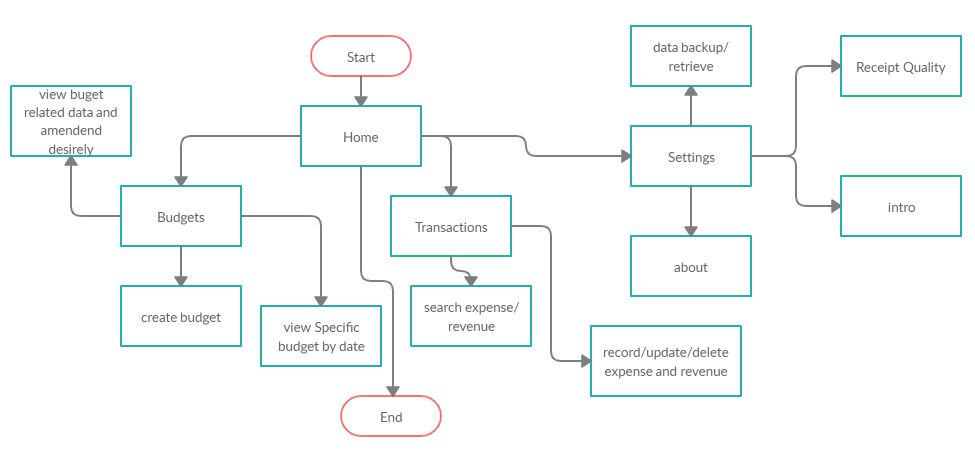 Start
data backup/
retrieve
Receipt Quality
view buget
related data and
amendend
desirely
Home
Settings
Budgets
Transactions
intro
about
create budget
view Specific
budget by date
search expense/
revenue
record/update/delete
expense and revenue
End